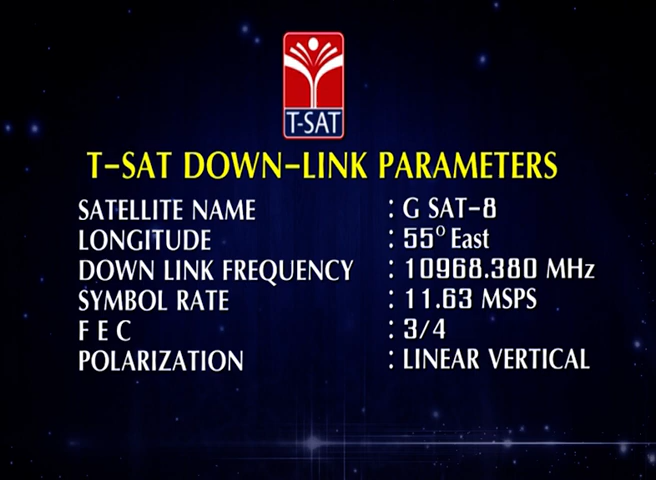 T-SAT
T-SAT DOWN-LINK PARAMETERS
SATELLITE NAME : G SAT-8
LONGITUDE : 55° East
DOWN LINK FREQUENCY : 10968.380 MHz
SYMBOL RATE : 11.63 MSPS
F E C : 3/4
POLARIZATION : LINEAR VERTICAL